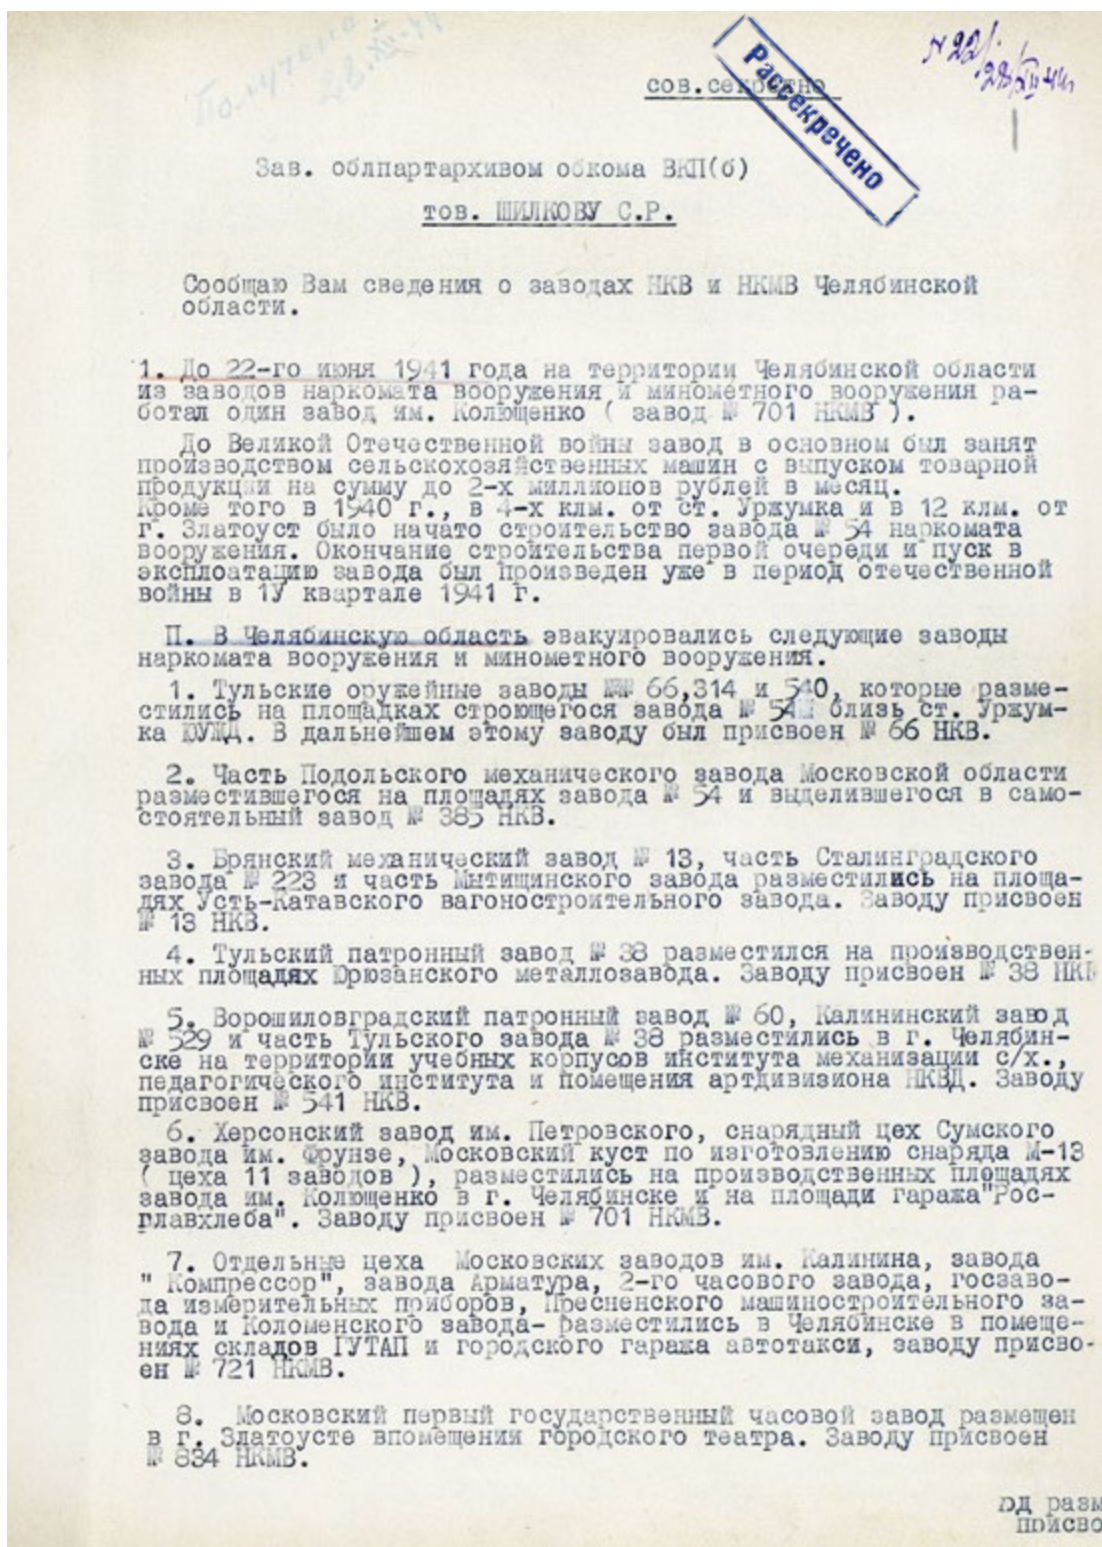 Получено
28.XII-44
№ 221.
28/XII-44
сов.секретно
Рассекречено
Зав. облпартархивом обкома ВКП(б)
тов. ШИЛКОВУ С.Р.
Сообщаю Вам сведения о заводах НКВ и НКМВ Челябинской
области.
1. До 22-го июня 1941 года на территории Челябинской области
из заводов наркомата вооружения и минометного вооружения ра-
ботал один завод им. Колющенко ( завод № 701 НКМВ ).
До Великой Отечественной войны завод в основном был занят
производством сельскохозяйственных машин с выпуском товарной
продукции на сумму до 2-х миллионов рублей в месяц.
Кроме того в 1940 г., в 4-х клм. от ст. Уржумка и в 12 клм. от
г. Златоуст было начато строительство завода № 54 наркомата
вооружения. Окончание строительства первой очереди и пуск в
эксплоатацию завода был произведен уже в период отечественной
войны в 1У квартале 1941 г.
П. В Челябинскую область эвакуировались следующие заводы
наркомата вооружения и минометного вооружения.
1. Тульские оружейные заводы №№ 66,314 и 540, которые разме-
стились на площадках строющегося завода № 54 близь ст. Уржум-
ка ЮУЖД. В дальнейшем этому заводу был присвоен № 66 НКВ.
2. Часть Подольского механического завода Московской области
разместившегося на площадях завода № 54 и выделившегося в само-
стоятельный завод № 385 НКВ.
3. Брянский механический завод № 13, часть Сталинградского
завода № 223 и часть Мытищинского завода разместились на площа-
дях Усть-Катавского вагоностроительного завода. Заводу присвоен
№ 13 НКВ.
4. Тульский патронный завод № 38 разместился на производствен-
ных площадях Юрюзанского металлозавода. Заводу присвоен № 38 НКВ
5. Ворошиловградский патронный завод № 60, Калининский завод
№ 529 и часть Тульского завода № 38 разместились в г. Челябин-
ске на территории учебных корпусов института механизации с/х.,
педагогического института и помещения артдивизиона НКВД. Заводу
присвоен № 541 НКВ.
6. Херсонский завод им. Петровского, снарядный цех Сумского
завода им. Фрунзе, Московский куст по изготовлению снаряда М-13
( цеха 11 заводов ), разместились на производственных площадях
завода им. Колющенко в г. Челябинске и на площади гаража"Рос-
главхлеба". Заводу присвоен № 701 НКМВ.
7. Отдельные цеха Московских заводов им. Калинина, завода
" Компрессор", завода Арматура, 2-го часового завода, госзаво-
да измерительных приборов, Пресненского машиностроительного за-
вода и Коломенского завода- разместились в Челябинске в помеще-
ниях складов ГУТАП и городского гаража автотакси, заводу присво-
ен № 721 НКМВ.
8. Московский первый государственный часовой завод размещен
в г. Златоусте впомещении городского театра. Заводу присвоен
№ 834 НКМВ.
од разм
присво